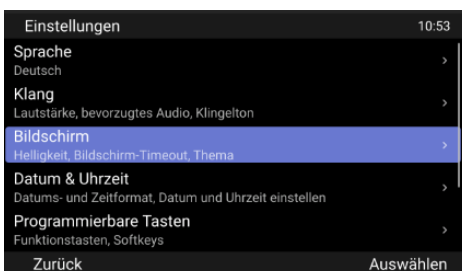 Einstellungen 10:53
Sprache
Deutsch
Klang
Lautstärke, bevorzugtes Audio, Klingelton
Bildschirm
Helligkeit, Bildschirm-Timeout, Thema
Datum & Uhrzeit
Datums- und Zeitformat, Datum und Uhrzeit einstellen
Programmierbare Tasten
Funktionstasten, Softkeys
Zurück Auswählen